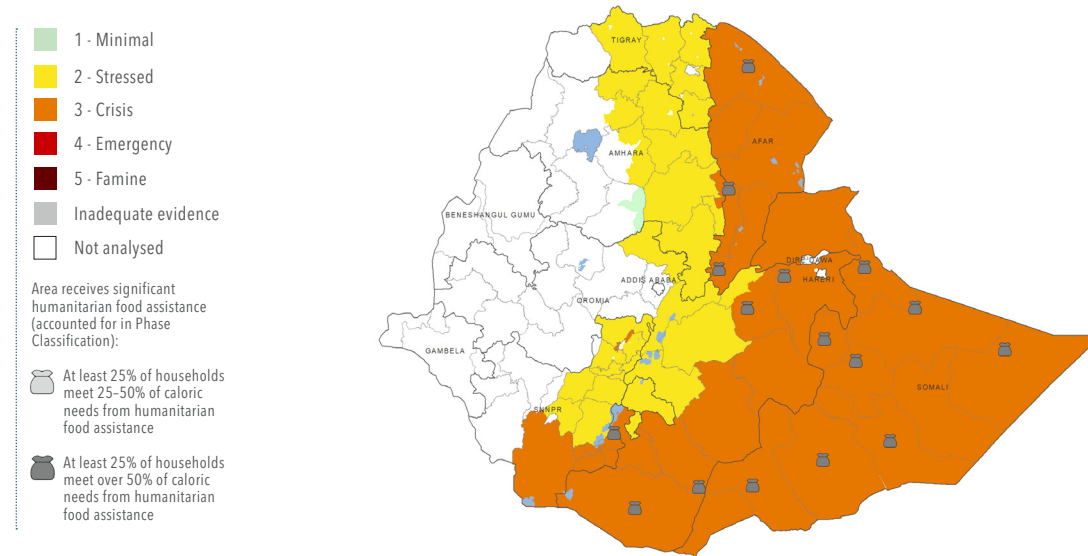 1 - Minimal
2 - Stressed
3 - Crisis
4 - Emergency
5 - Famine
Inadequate evidence
Not analysed
Area receives significant
humanitarian food assistance
(accounted for in Phase
Classification):
At least 25% of households
meet 25–50% of caloric
needs from humanitarian
food assistance
At least 25% of households
meet over 50% of caloric
needs from humanitarian
food assistance
TIGRAY
AFAR
AMHARA
BENESHANGUL GUMU
DIRE DAWA
HARERI
ADDIS ABABA
OROMIA
GAMBELA
SOMALI
SNNPR